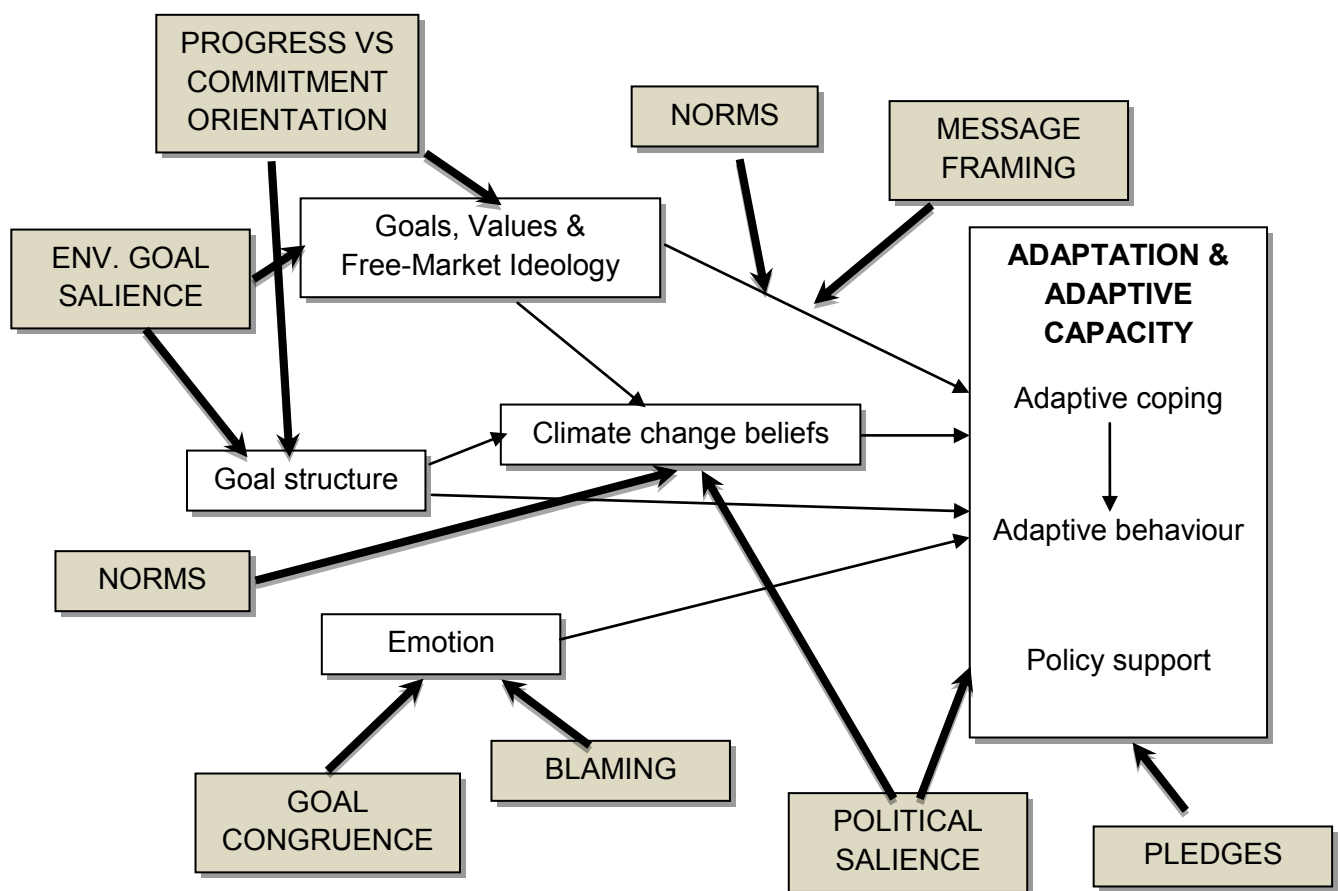 PROGRESS VS
COMMITMENT
ORIENTATION
NORMS
MESSAGE
FRAMING
Goals, Values &
Free-Market Ideology
ENV. GOAL
SALIENCE
ADAPTATION &
ADAPTIVE
CAPACITY
Adaptive coping
Climate change beliefs
Goal structure
Adaptive behaviour
NORMS
Emotion
Policy support
BLAMING
GOAL
CONGRUENCE
POLITICAL
SALIENCE
PLEDGES